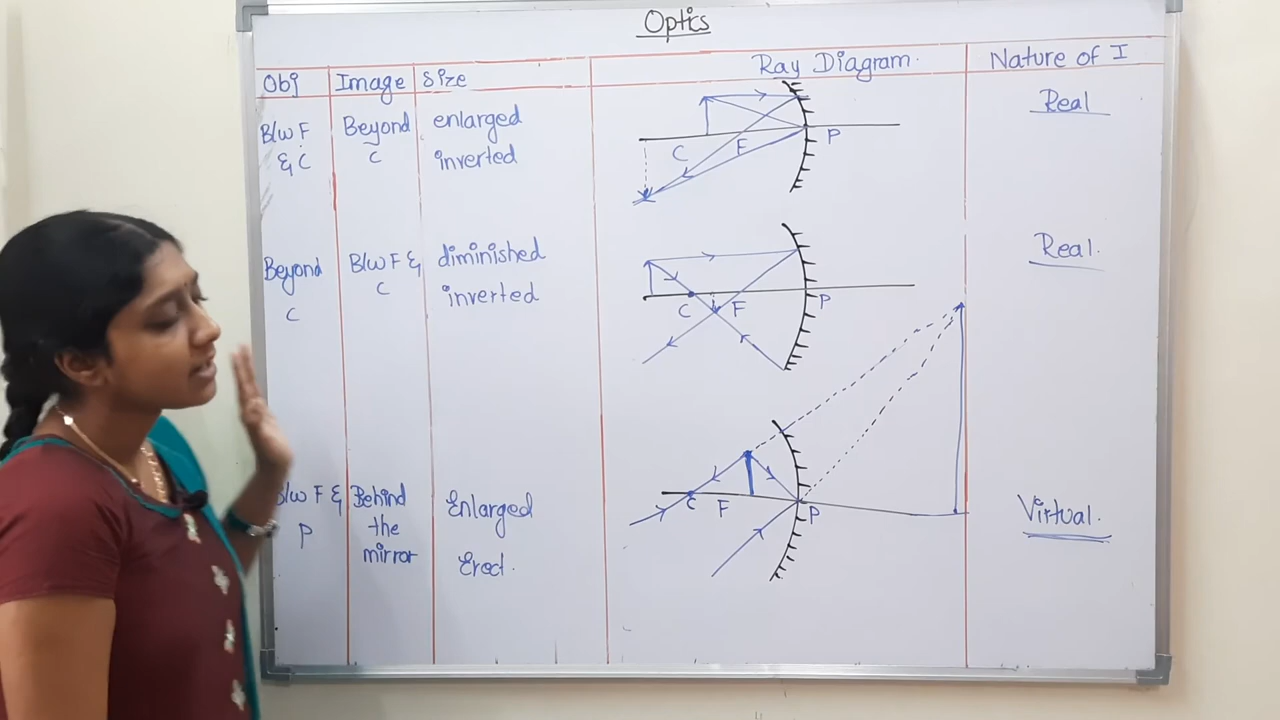 Optics
Obj Image Size Ray Diagram. Nature of I
B/w F Beyond enlarged Real
& C C inverted
C F P
Beyond B/w F & diminished Real.
C C inverted
C F P
B/w F & Behind Enlarged Virtual.
P the Erect.
mirror
C F P